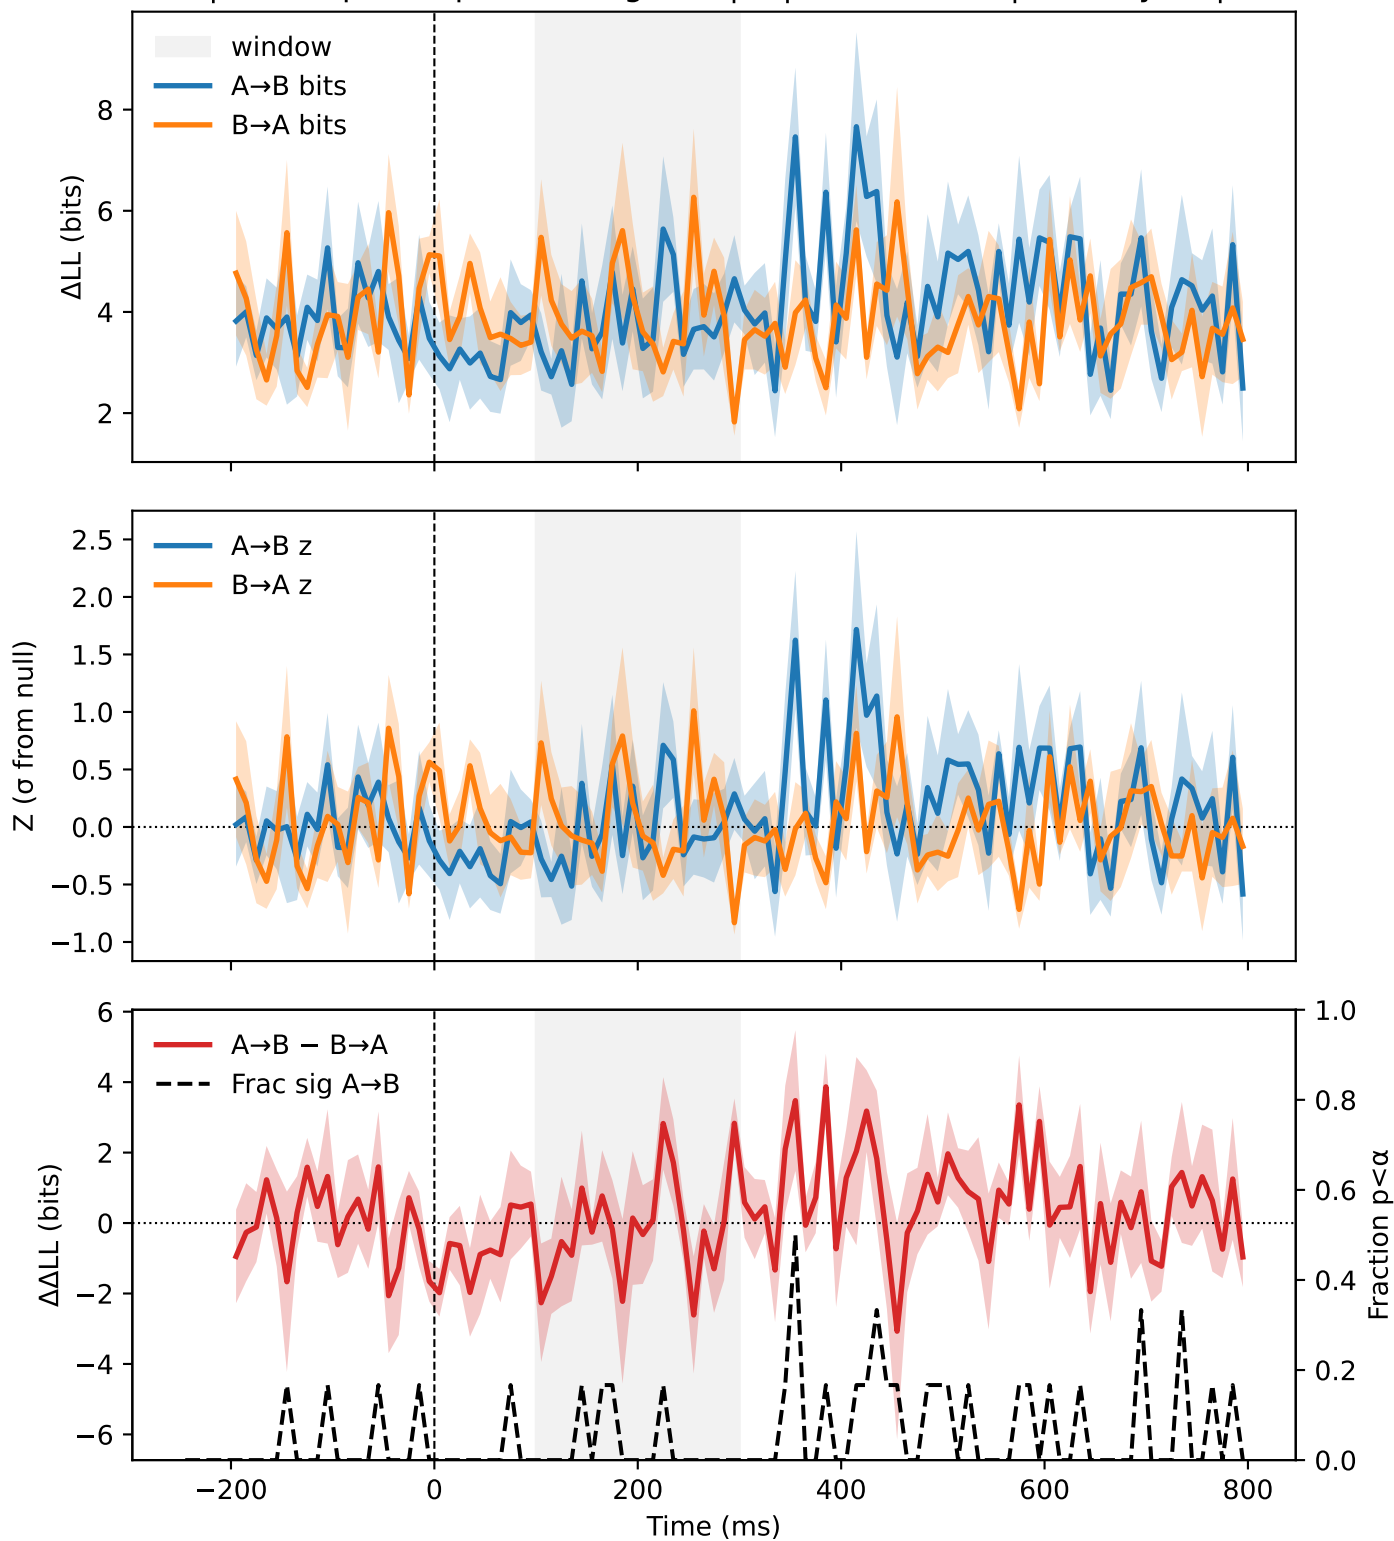 window
A→B bits
B→A bits
8
6
4
2
ΔLL (bits)
A→B z
B→A z
2.5
2.0
1.5
1.0
0.5
0.0
−0.5
−1.0
Z (σ from null)
A→B − B→A
Frac sig A→B
6
4
2
0
−2
−4
−6
ΔΔLL (bits)
1.0
0.8
0.6
0.4
0.2
0.0
Fraction p<α
−200 0 200 400 600 800
Time (ms)